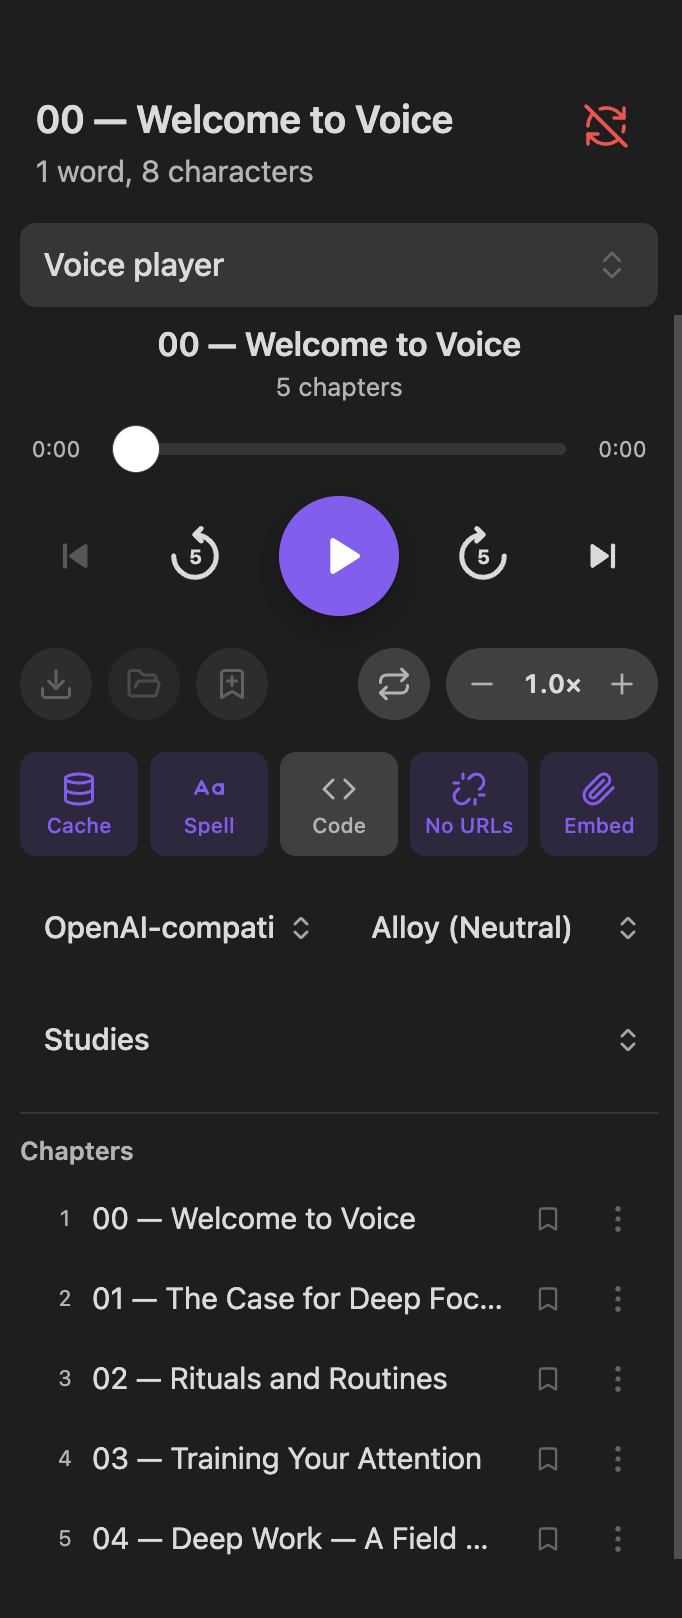 00 — Welcome to Voice
1 word, 8 characters
Voice player
00 — Welcome to Voice
5 chapters
0:00 0:00
5 5
1.0×
Cache Spell Code No URLs Embed
OpenAI-compati Alloy (Neutral)
Studies
Chapters
1 00 — Welcome to Voice
2 01 — The Case for Deep Foc...
3 02 — Rituals and Routines
4 03 — Training Your Attention
5 04 — Deep Work — A Field ...